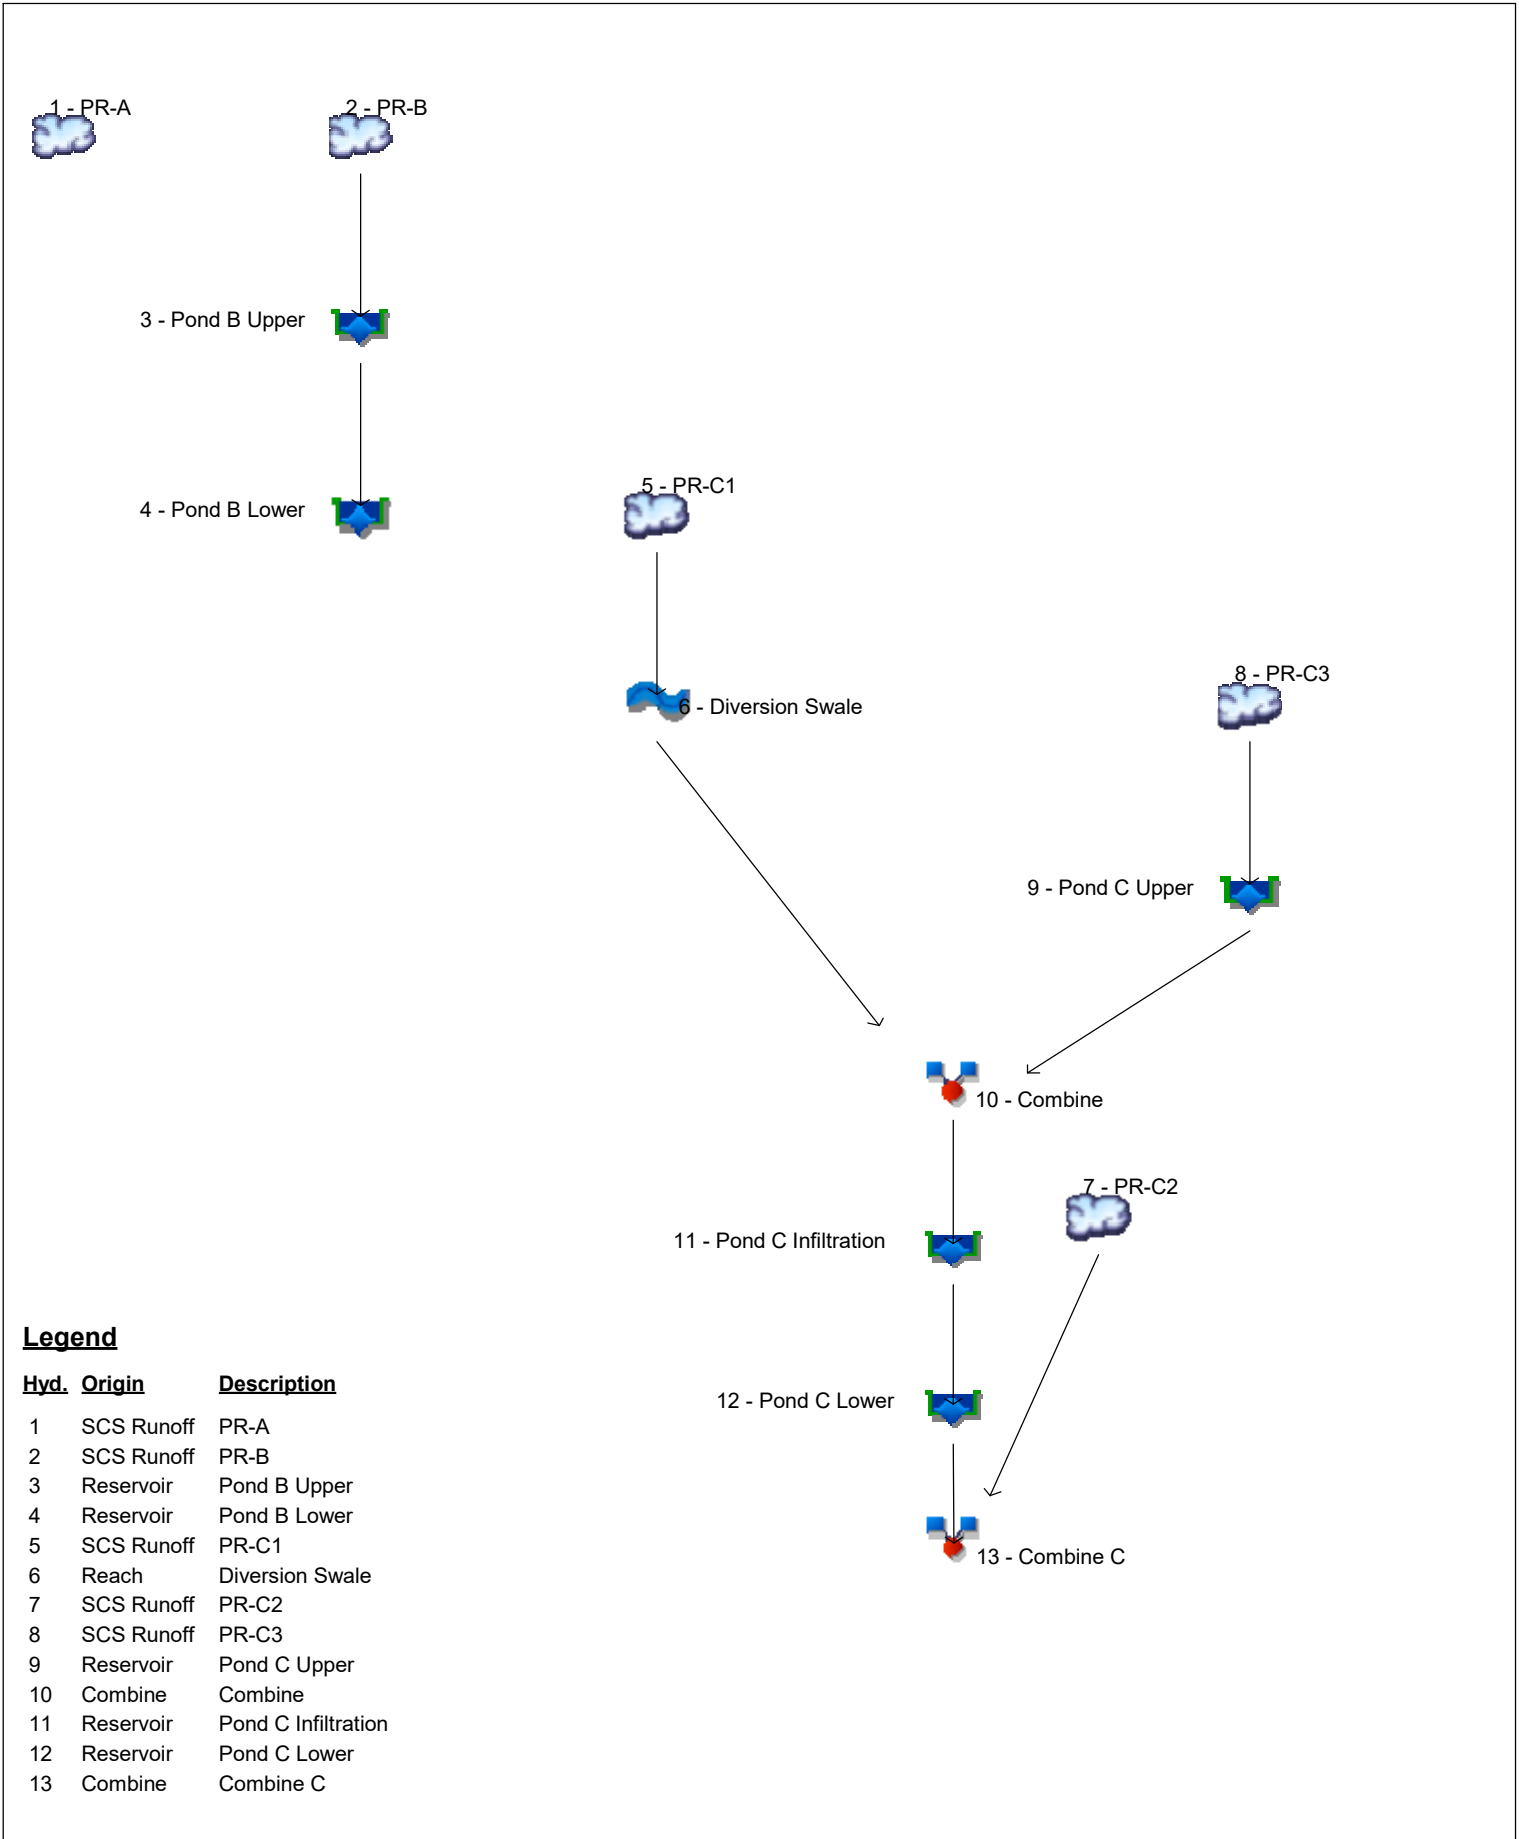 1 - PR-A
2 - PR-B
3 - Pond B Upper
4 - Pond B Lower
5 - PR-C1
8 - PR-C3
6 - Diversion Swale
9 - Pond C Upper
10 - Combine
7 - PR-C2
11 - Pond C Infiltration
12 - Pond C Lower
13 - Combine C
Legend
Hyd. Origin Description
1 SCS Runoff PR-A
2 SCS Runoff PR-B
3 Reservoir Pond B Upper
4 Reservoir Pond B Lower
5 SCS Runoff PR-C1
6 Reach Diversion Swale
7 SCS Runoff PR-C2
8 SCS Runoff PR-C3
9 Reservoir Pond C Upper
10 Combine Combine
11 Reservoir Pond C Infiltration
12 Reservoir Pond C Lower
13 Combine Combine C